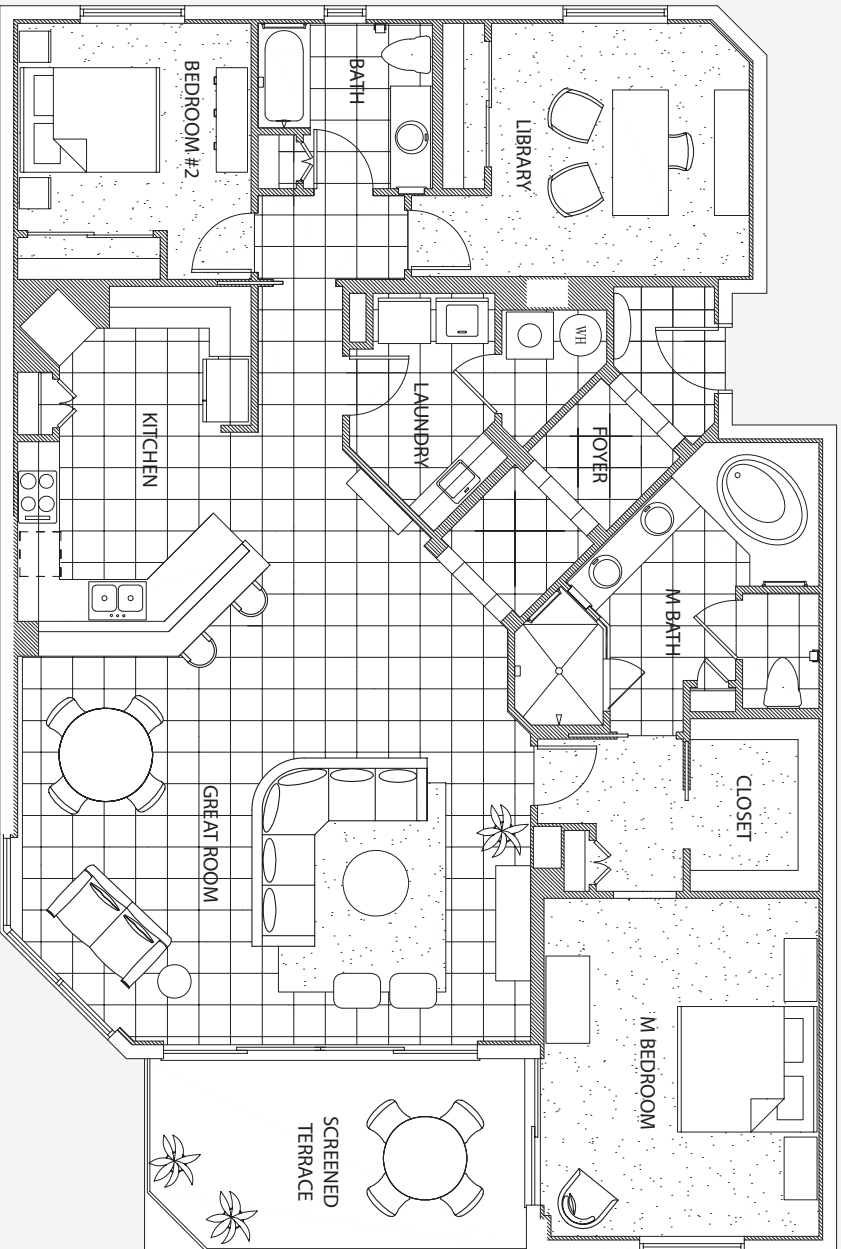 BEDROOM #2
BATH
LIBRARY
WH
LAUNDRY
FOYER
KITCHEN
M BATH
CLOSET
GREAT ROOM
M BEDROOM
SCREENED
TERRACE